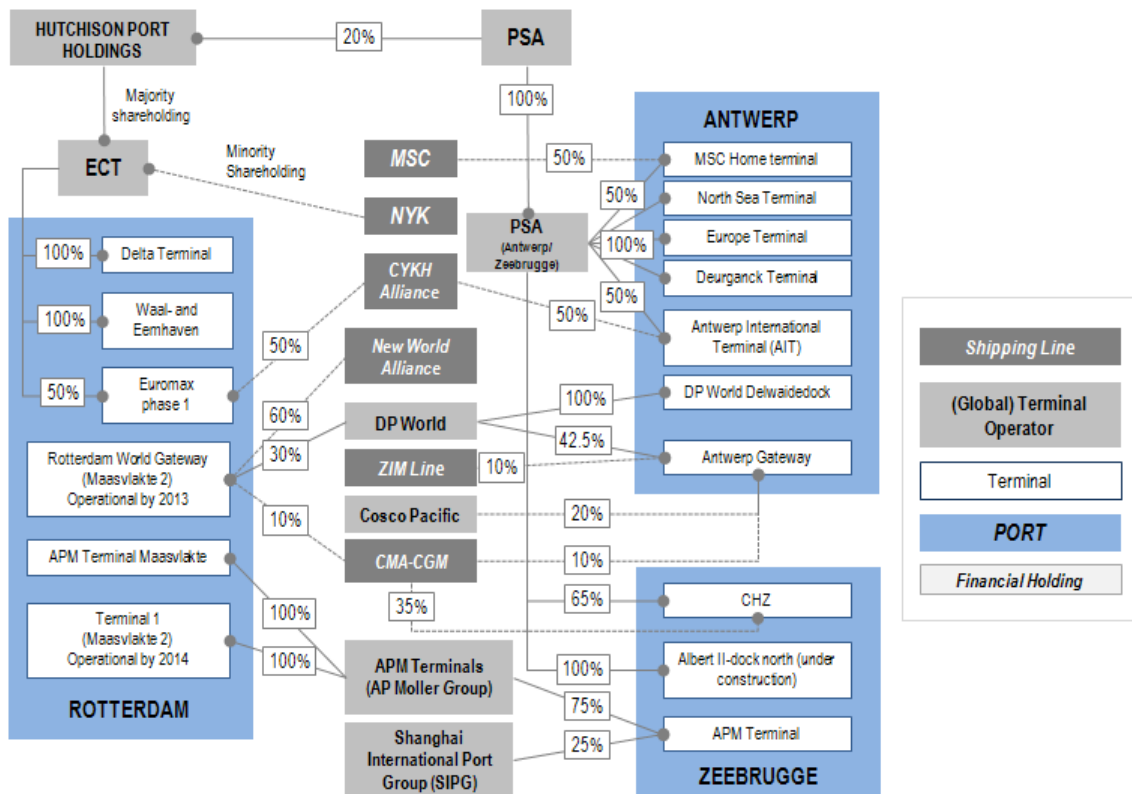 HUTCHISON PORT
HOLDINGS
20%
PSA
Majority
shareholding
100%
ECT
Minority
Shareholding
MSC
NYK
PSA
(Antwerp/
Zeebrugge)
CYKH
Alliance
New World
Alliance
DP World
ZIM Line
Cosco Pacific
CMA-CGM
APM Terminals
(AP Moller Group)
Shanghai
International Port
Group (SIPG)
100%
Delta Terminal
100%
Waal- and
Eemhaven
50%
Euromax
phase 1
Rotterdam World Gateway
(Maasvlakte 2)
Operational by 2013
APM Terminal Maasvlakte
Terminal 1
(Maasvlakte 2)
Operational by 2014
ROTTERDAM
50%
60%
30%
10%
100%
100%
ANTWERP
50%
MSC Home terminal
50%
North Sea Terminal
100%
Europe Terminal
Deurganck Terminal
50%
50%
Antwerp International
Terminal (AIT)
100%
DP World Delwaidedock
42.5%
10%
Antwerp Gateway
20%
10%
35%
65%
CHZ
100%
Albert II-dock north (under
construction)
75%
APM Terminal
25%
ZEEBRUGGE
Shipping Line
(Global) Terminal
Operator
Terminal
PORT
Financial Holding